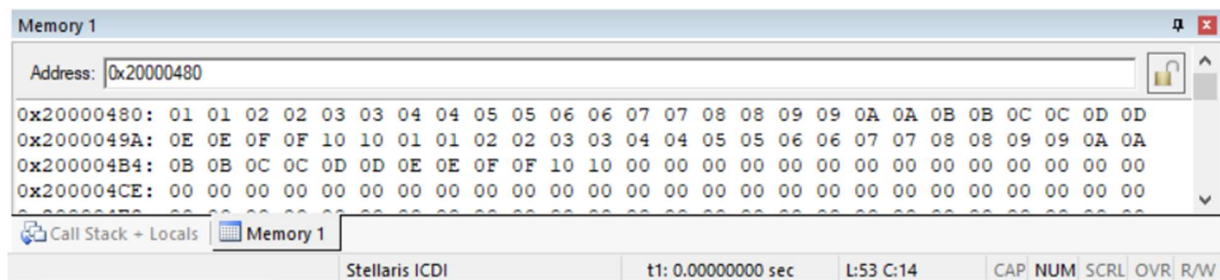 Memory 1
Address: 0x20000480
0x20000480: 01 01 02 02 03 03 04 04 05 05 06 06 07 07 08 08 09 09 0A 0A 0B 0B 0C 0C 0D 0D
0x2000049A: 0E 0E 0F 0F 10 10 01 01 02 02 03 03 04 04 05 05 06 06 07 07 08 08 09 09 0A 0A
0x200004B4: 0B 0B 0C 0C 0D 0D 0E 0E 0F 0F 10 10 00 00 00 00 00 00 00 00 00 00 00 00 00 00
0x200004CE: 00 00 00 00 00 00 00 00 00 00 00 00 00 00 00 00 00 00 00 00 00 00 00 00 00 00
Call Stack + Locals Memory 1
Stellaris ICDI t1: 0.00000000 sec L:53 C:14 CAP NUM SCRL OVR R/W